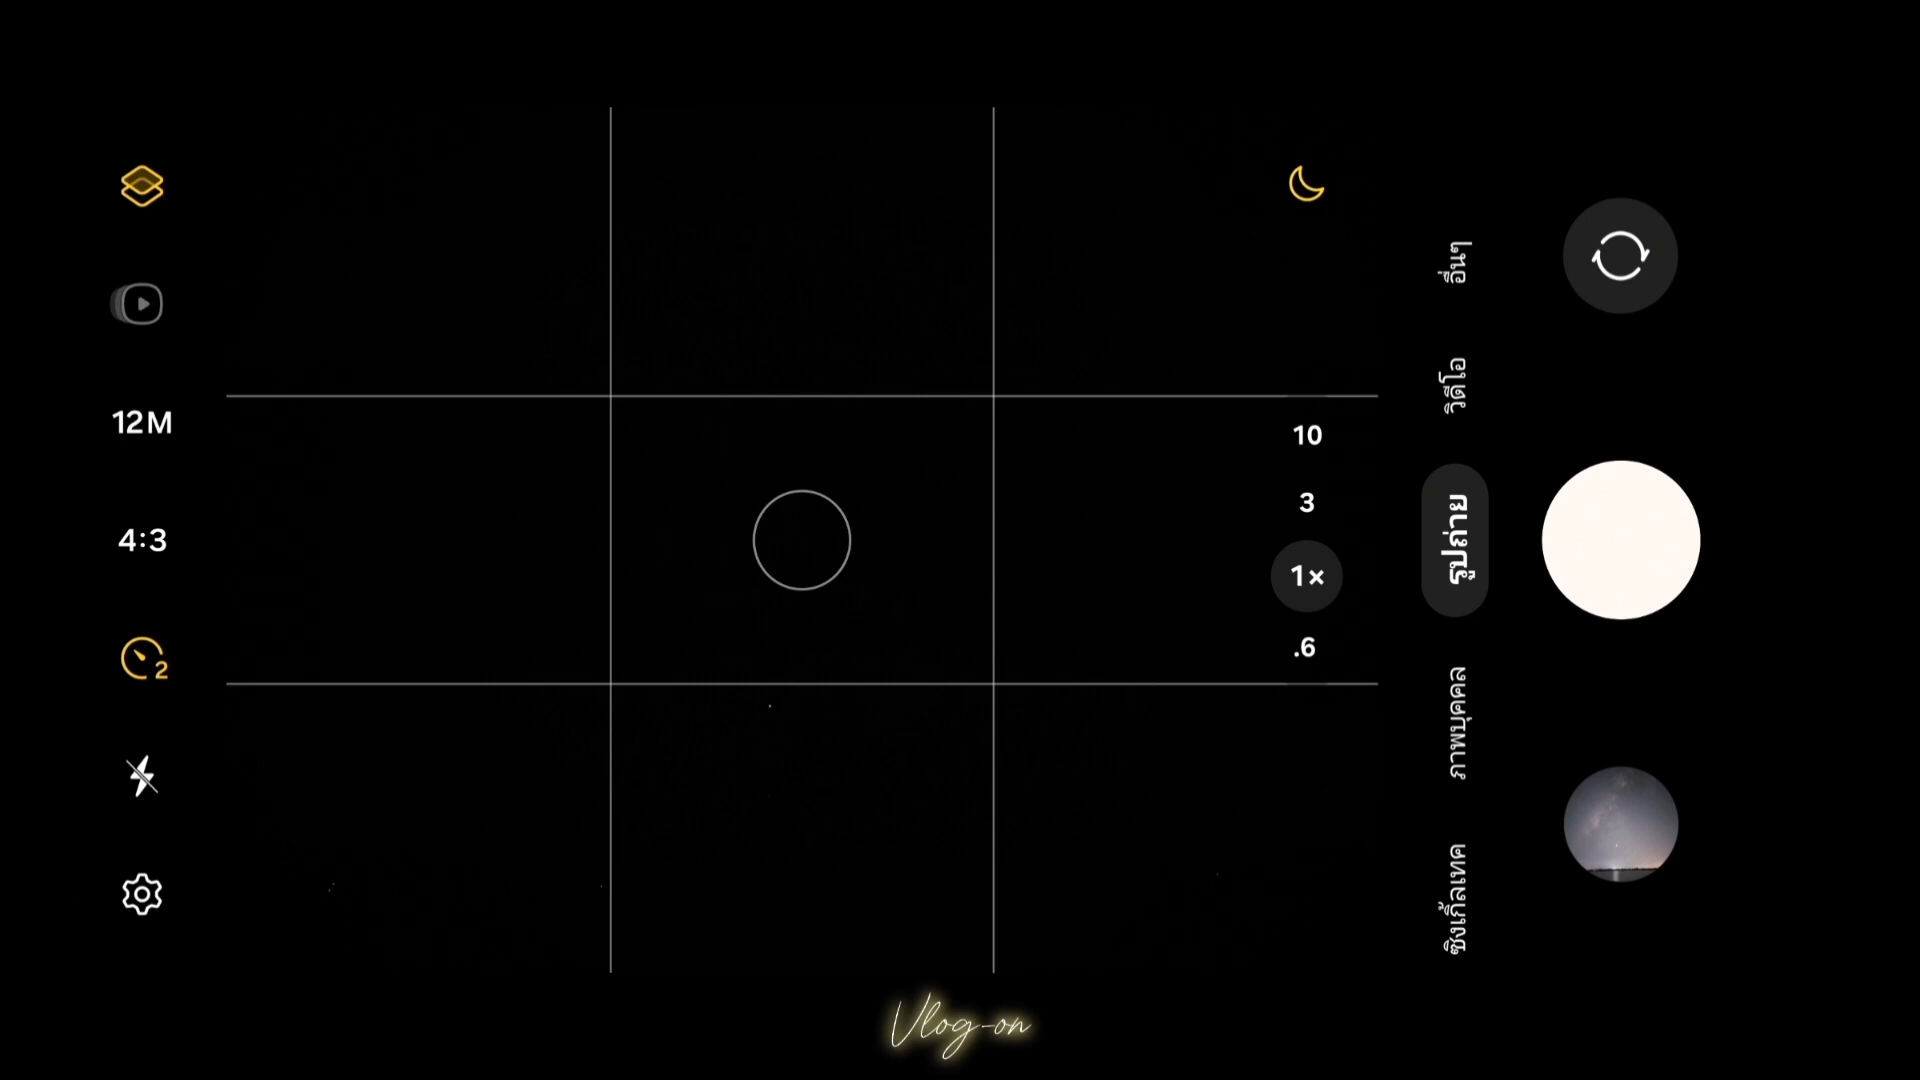 12M
4:3
2
10
3
1×
.6
อื่นๆ
วิดีโอ
รูปถ่าย
ภาพบุคคล
ซิงเกิ้ลเทค
Vlog-on